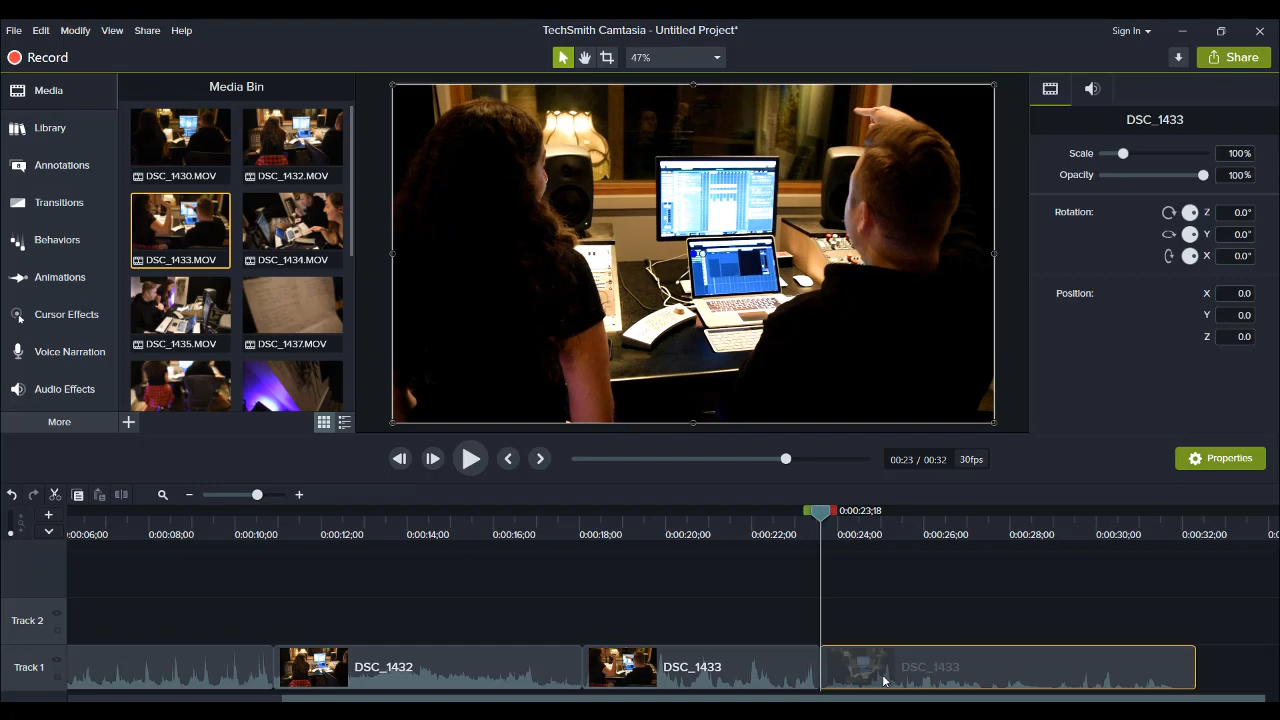 File Edit Modify View Share Help
TechSmith Camtasia - Untitled Project*
Sign In
Record
47%
Share
Media
Library
Annotations
Transitions
Behaviors
Animations
Cursor Effects
Voice Narration
Audio Effects
More
Media Bin
DSC_1430.MOV DSC_1432.MOV
DSC_1433.MOV DSC_1434.MOV
DSC_1435.MOV DSC_1437.MOV
DSC_1433
Scale 100%
Opacity 100%
Rotation: Z 0.0°
Y 0.0°
X 0.0°
Position: X 0.0
Y 0.0
Z 0.0
00:23 / 00:32 30fps
Properties
0:00:23;18
0:00:06;00 0:00:08;00 0:00:10;00 0:00:12;00 0:00:14;00 0:00:16;00 0:00:18;00 0:00:20;00 0:00:22;00 0:00:24;00 0:00:26;00 0:00:28;00 0:00:30;00 0:00:32;00
Track 2
Track 1 DSC_1432 DSC_1433 DSC_1433